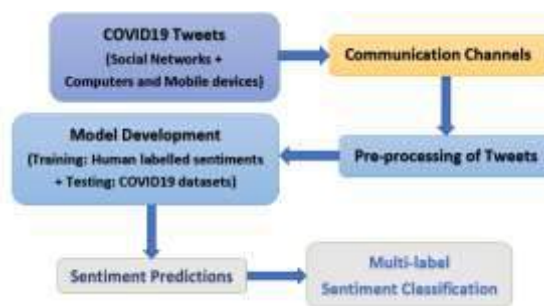 COVID19 Tweets
(Social Networks +
Computers and Mobile devices)
Communication Channels
Pre-processing of Tweets
Model Development
(Training: Human labelled sentiments
+ Testing: COVID19 datasets)
Sentiment Predictions
Multi-label
Sentiment Classification